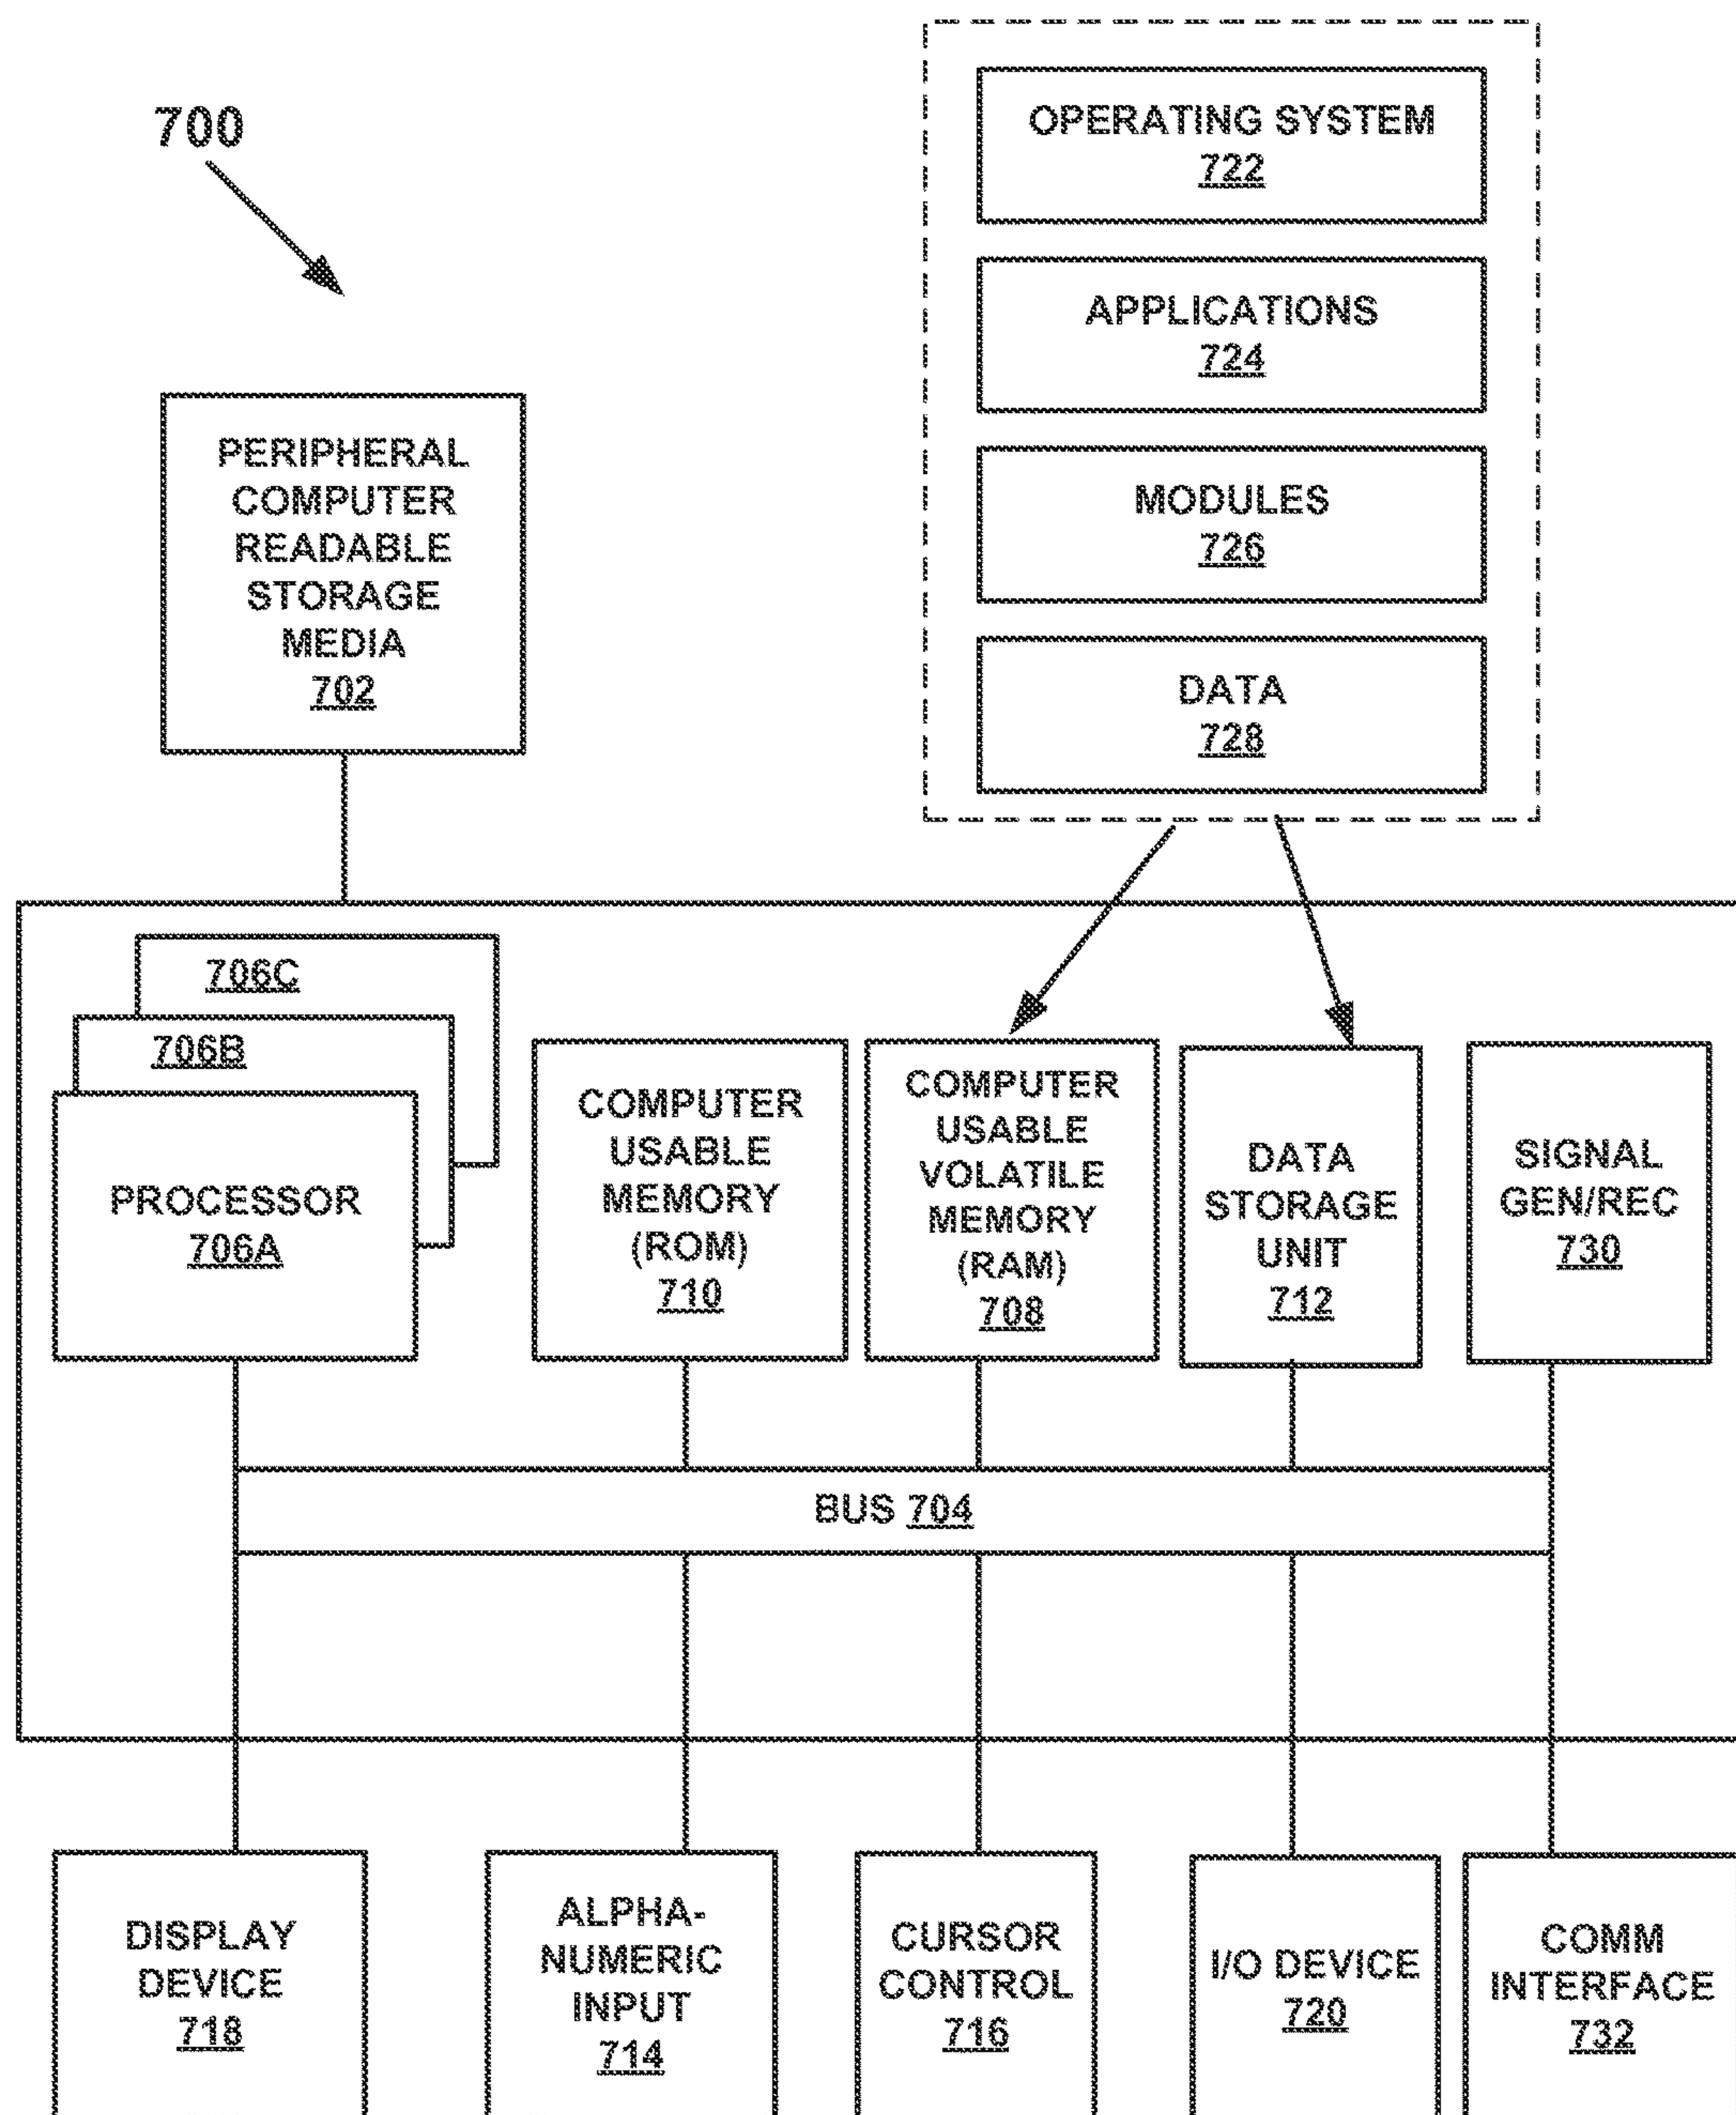 700
OPERATING SYSTEM
722
APPLICATIONS
724
MODULES
726
DATA
728
PERIPHERAL
COMPUTER
READABLE
STORAGE
MEDIA
702
706C
706B
PROCESSOR
706A
COMPUTER
USABLE
MEMORY
(ROM)
710
COMPUTER
USABLE
VOLATILE
MEMORY
(RAM)
708
DATA
STORAGE
UNIT
712
SIGNAL
GEN/REC
730
BUS 704
DISPLAY
DEVICE
718
ALPHA-
NUMERIC
INPUT
714
CURSOR
CONTROL
716
I/O DEVICE
720
COMM
INTERFACE
732